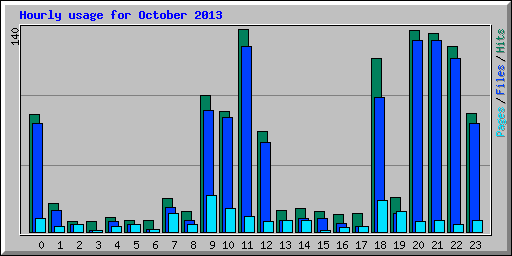 Hourly usage for October 2013
140
Pages/Files/Hits
0 1 2 3 4 5 6 7 8 9 10 11 12 13 14 15 16 17 18 19 20 21 22 23